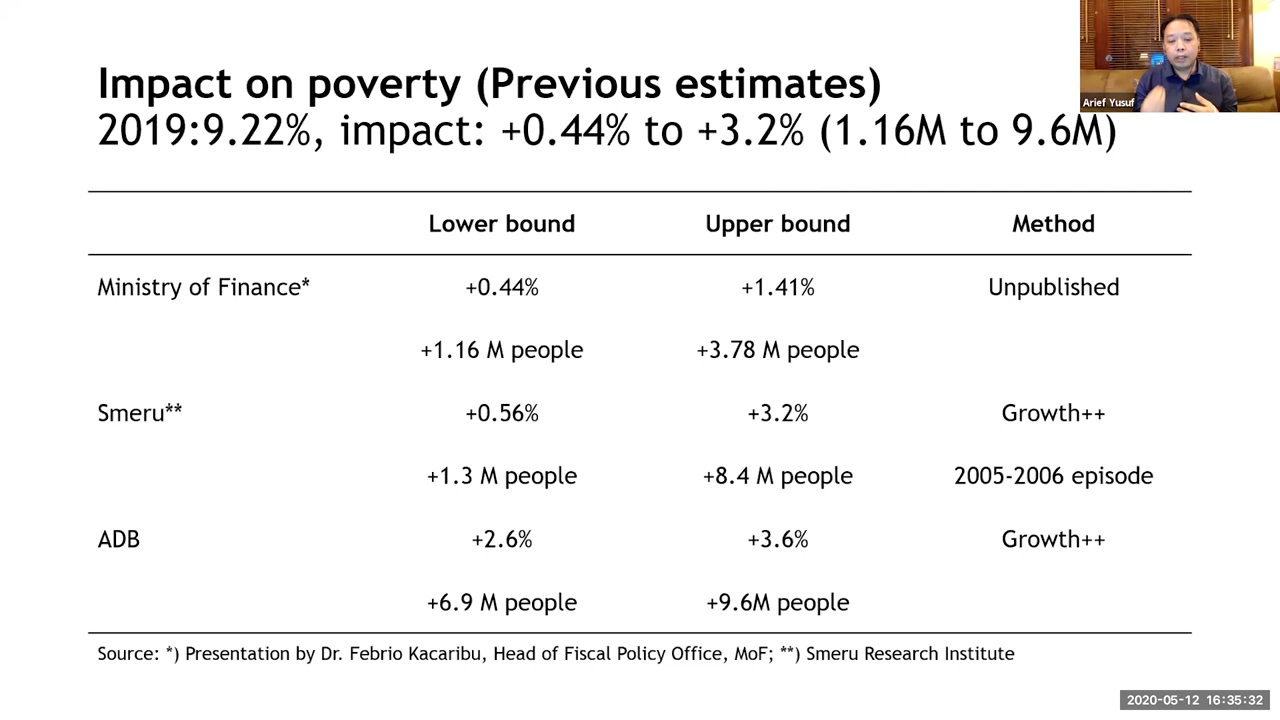 Impact on poverty (Previous estimates)
2019:9.22%, impact: +0.44% to +3.2% (1.16M to 9.6M)
Arief Yusuf
Lower bound Upper bound Method
Ministry of Finance* +0.44% +1.41% Unpublished
+1.16 M people +3.78 M people
Smeru** +0.56% +3.2% Growth++
+1.3 M people +8.4 M people 2005-2006 episode
ADB +2.6% +3.6% Growth++
+6.9 M people +9.6M people
Source: *) Presentation by Dr. Febrio Kacaribu, Head of Fiscal Policy Office, MoF; **) Smeru Research Institute
2020-05-12 16:35:32